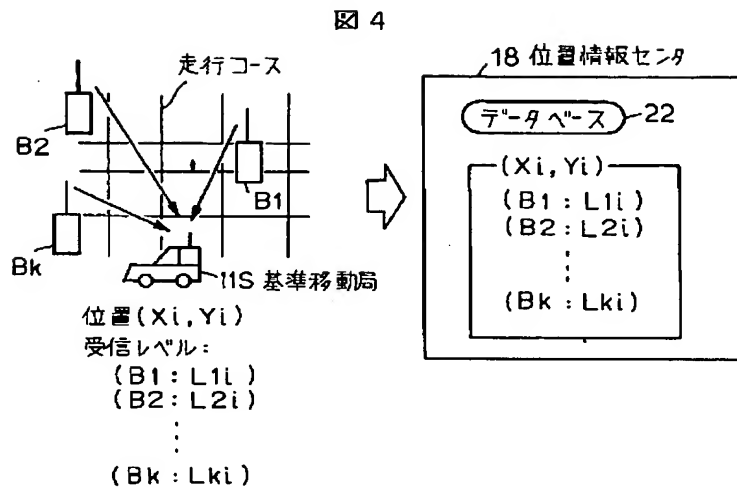 図 4
走行コース
B2
B1
Bk
11S 基準移動局
位置(Xi, Yi)
受信レベル:
(B1 : L1i)
(B2 : L2i)
(Bk : Lki)
18 位置情報センタ
データベース
22
(Xi, Yi)
(B1 : L1i)
(B2 : L2i)
(Bk : Lki)